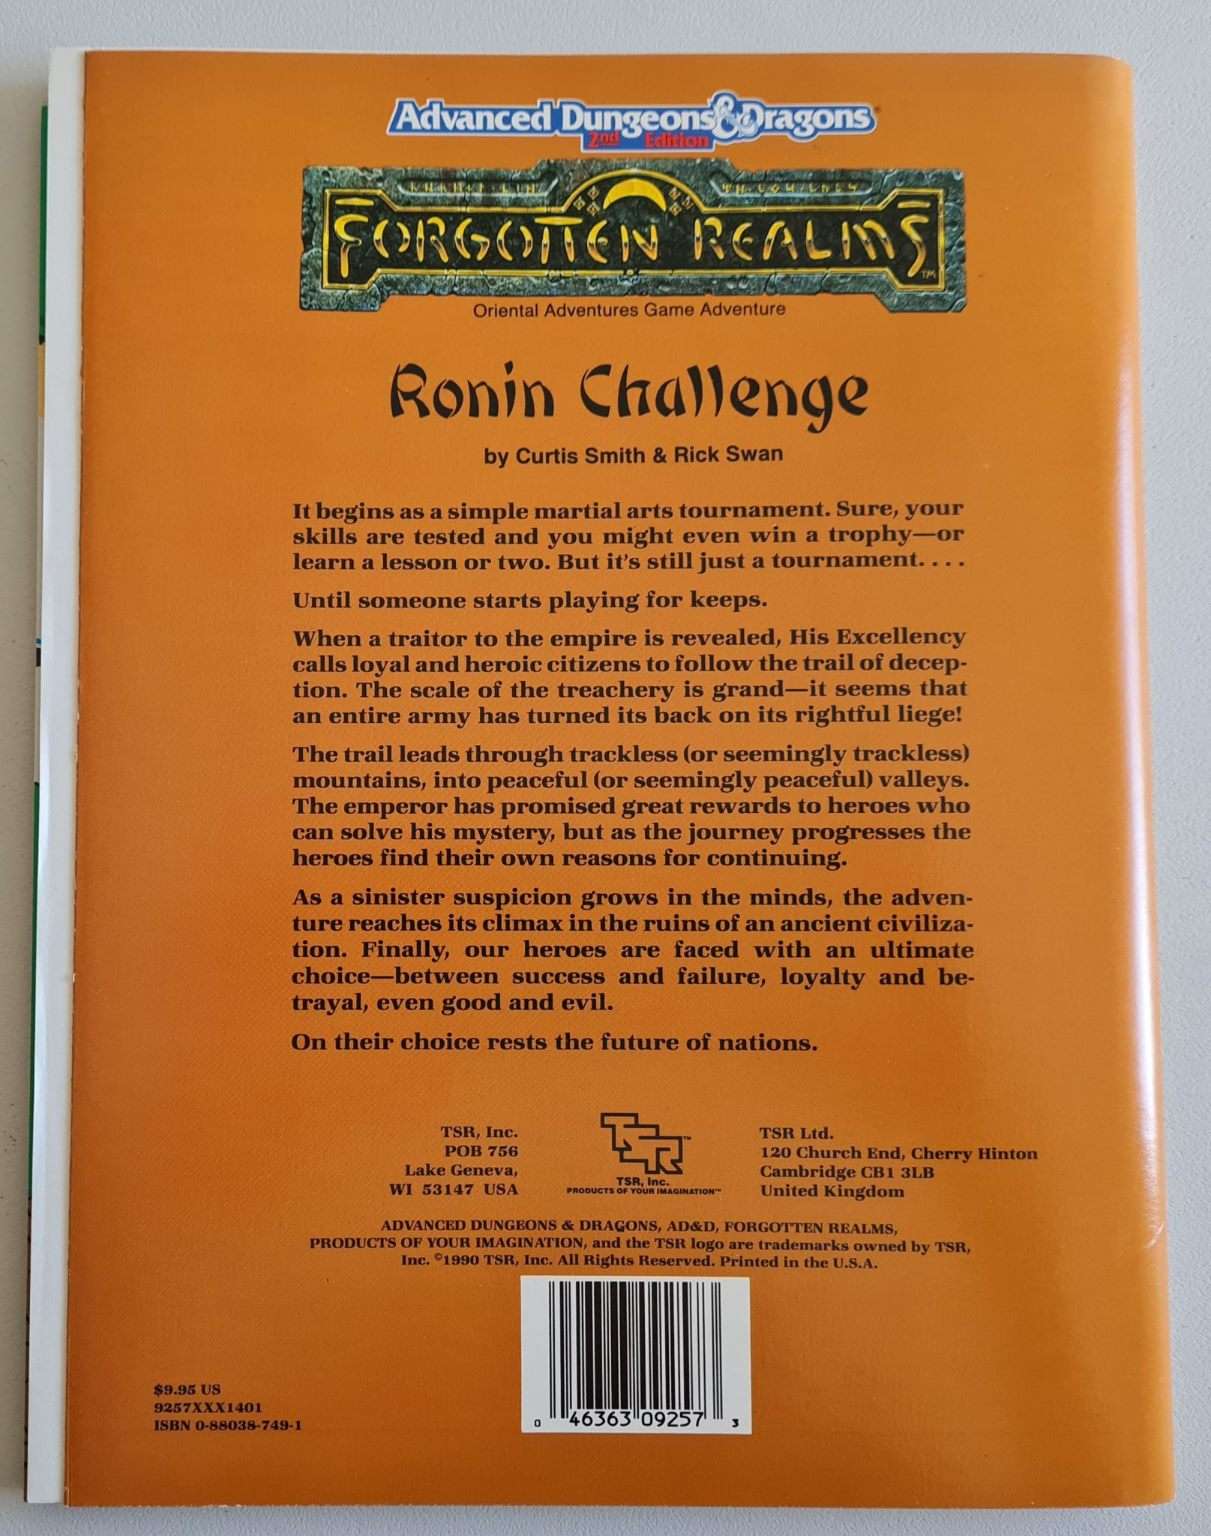 Advanced Dungeons & Dragons
2nd Edition
FORGOTTEN REALMS™
Oriental Adventures Game Adventure
Ronin Challenge
by Curtis Smith & Rick Swan
It begins as a simple martial arts tournament. Sure, your
skills are tested and you might even win a trophy—or
learn a lesson or two. But it's still just a tournament. . . .
Until someone starts playing for keeps.
When a traitor to the empire is revealed, His Excellency
calls loyal and heroic citizens to follow the trail of decep-
tion. The scale of the treachery is grand—it seems that
an entire army has turned its back on its rightful liege!
The trail leads through trackless (or seemingly trackless)
mountains, into peaceful (or seemingly peaceful) valleys.
The emperor has promised great rewards to heroes who
can solve his mystery, but as the journey progresses the
heroes find their own reasons for continuing.
As a sinister suspicion grows in the minds, the adven-
ture reaches its climax in the ruins of an ancient civiliza-
tion. Finally, our heroes are faced with an ultimate
choice—between success and failure, loyalty and be-
trayal, even good and evil.
On their choice rests the future of nations.
TSR, Inc.
POB 756
Lake Geneva,
WI 53147 USA
TSR™
TSR, Inc.
PRODUCTS OF YOUR IMAGINATION™
TSR Ltd.
120 Church End, Cherry Hinton
Cambridge CB1 3LB
United Kingdom
ADVANCED DUNGEONS & DRAGONS, AD&D, FORGOTTEN REALMS,
PRODUCTS OF YOUR IMAGINATION, and the TSR logo are trademarks owned by TSR,
Inc. ©1990 TSR, Inc. All Rights Reserved. Printed in the U.S.A.
0 46363 09257 3
$9.95 US
9257XXX1401
ISBN 0-88038-749-1